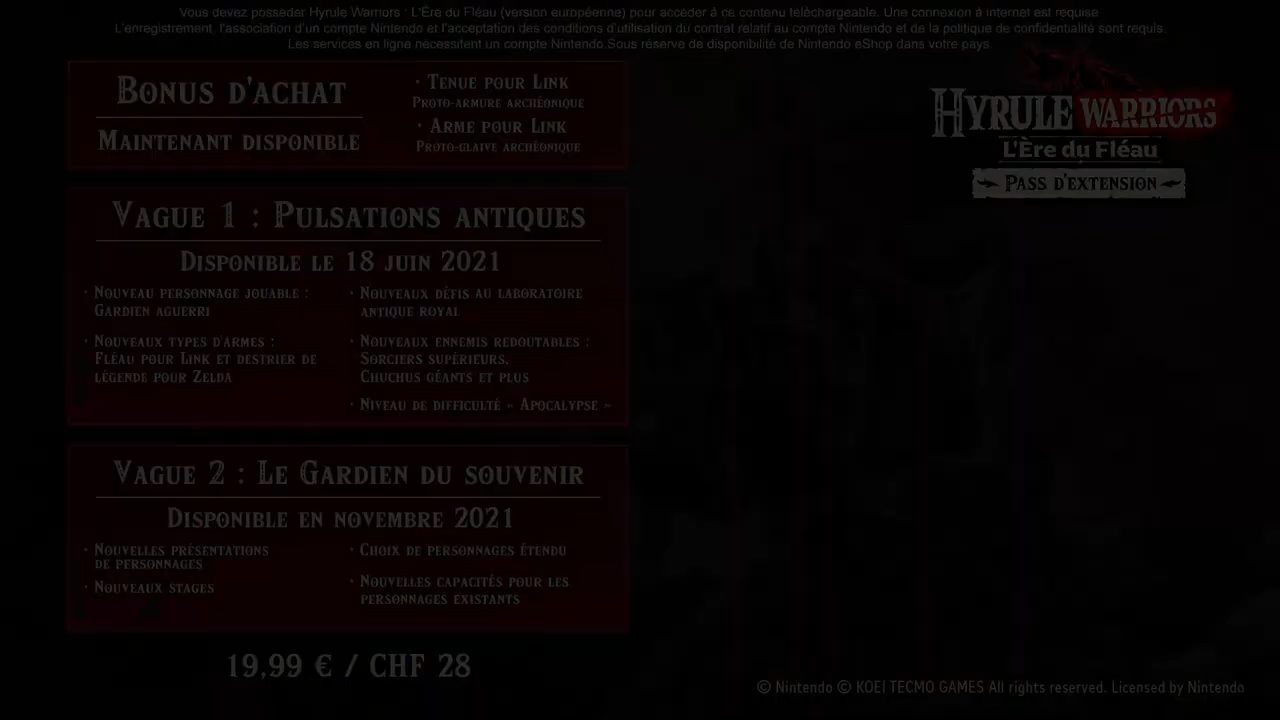 Vous devez posséder Hyrule Warriors : L'Ère du Fléau (version européenne) pour accéder à ce contenu téléchargeable. Une connexion à internet est requise
L'enregistrement, l'association d'un compte Nintendo et l'acceptation des conditions d'utilisation du contrat relatif au compte Nintendo et de la politique de confidentialité sont requis.
Les services en ligne nécessitent un compte Nintendo.Sous réserve de disponibilité de Nintendo eShop dans votre pays.
BONUS D'ACHAT
MAINTENANT DISPONIBLE
· TENUE POUR LINK
PROTO-ARMURE ARCHÉONIQUE
· ARME POUR LINK
PROTO-GLAIVE ARCHÉONIQUE
HYRULE WARRIORS
L'Ère du Fléau
PASS D'EXTENSION
VAGUE 1 : PULSATIONS ANTIQUES
DISPONIBLE LE 18 JUIN 2021
· NOUVEAU PERSONNAGE JOUABLE :
GARDIEN AGUERRI
· NOUVEAUX TYPES D'ARMES :
FLÉAU POUR LINK ET DESTRIER DE
LÉGENDE POUR ZELDA
· NOUVEAUX DÉFIS AU LABORATOIRE
ANTIQUE ROYAL
· NOUVEAUX ENNEMIS REDOUTABLES :
SORCIERS SUPÉRIEURS,
CHUCHUS GÉANTS ET PLUS
· NIVEAU DE DIFFICULTÉ « APOCALYPSE »
VAGUE 2 : LE GARDIEN DU SOUVENIR
DISPONIBLE EN NOVEMBRE 2021
· NOUVELLES PRÉSENTATIONS
DE PERSONNAGES
· NOUVEAUX STAGES
· CHOIX DE PERSONNAGES ÉTENDU
· NOUVELLES CAPACITÉS POUR LES
PERSONNAGES EXISTANTS
19,99 € / CHF 28
© Nintendo © KOEI TECMO GAMES All rights reserved. Licensed by Nintendo